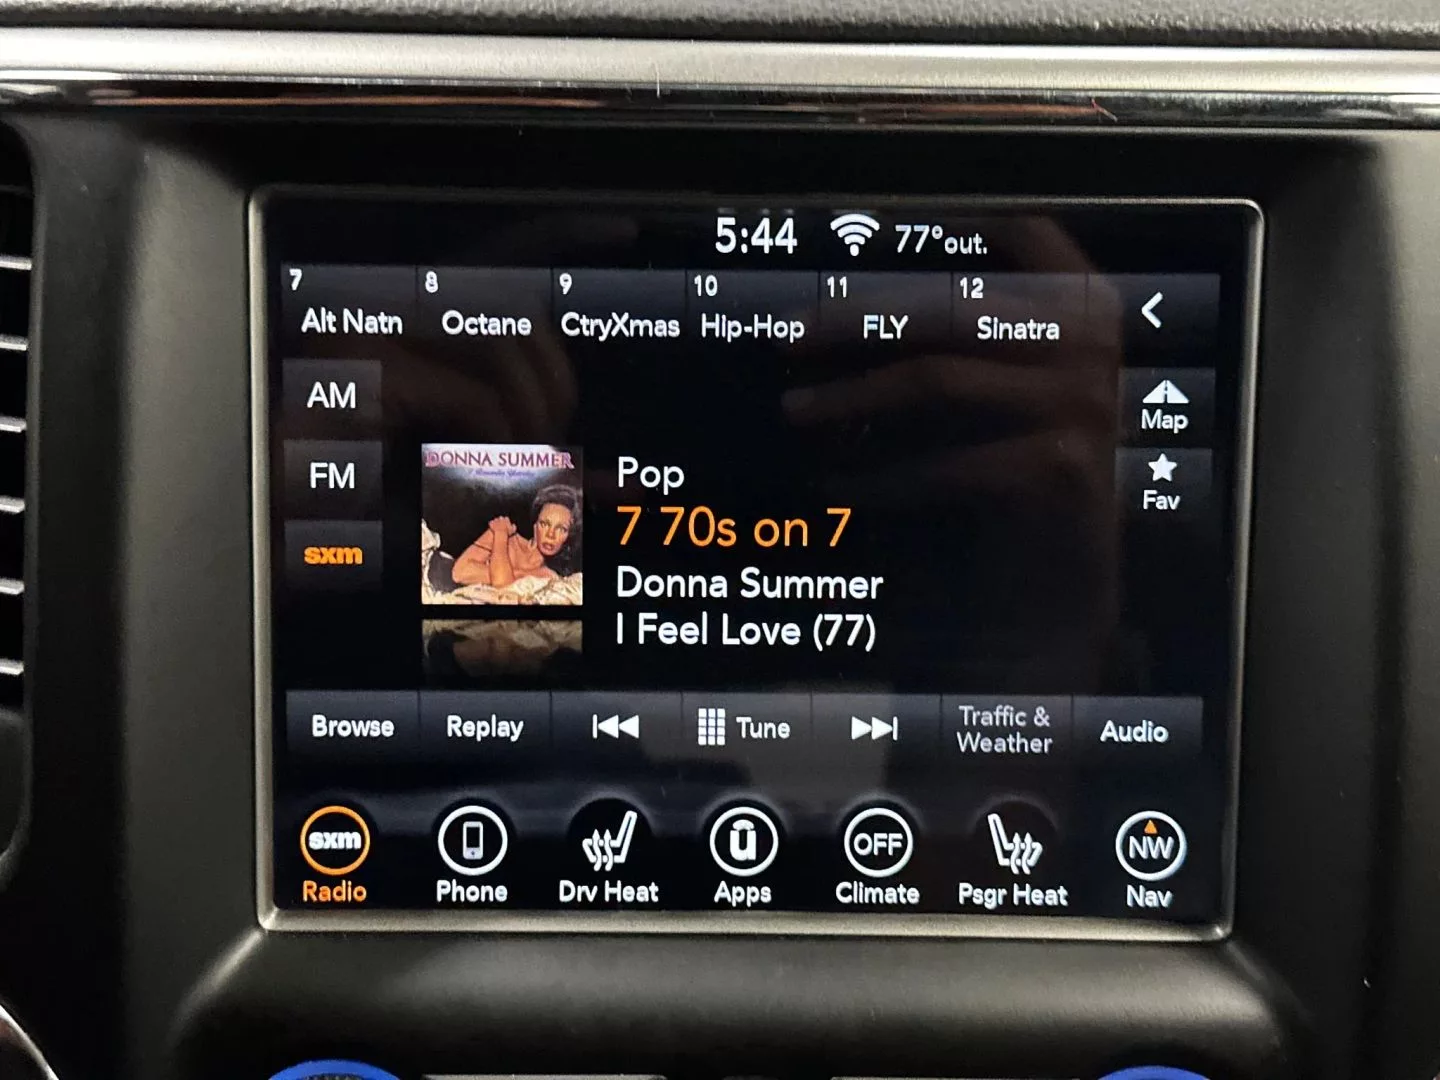 5:44 77°out.
7 8 9 10 11 12
Alt Natn Octane CtryXmas Hip-Hop FLY Sinatra
AM
Map
DONNA SUMMER
I Remember Yesterday
Pop
FM
Fav
7 70s on 7
sxm
Donna Summer
I Feel Love (77)
Browse Replay Tune Traffic & Weather Audio
sxm OFF NW
Radio Phone Drv Heat Apps Climate Psgr Heat Nav